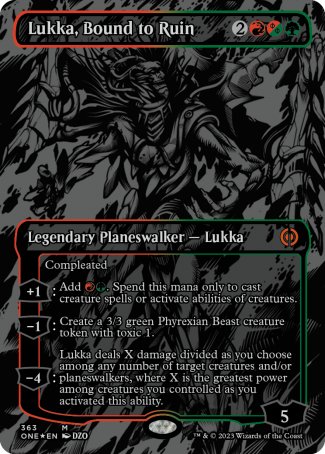 Lukka, Bound to Ruin 2
Legendary Planeswalker — Lukka
Compleated
+1 : Add . Spend this mana only to cast
creature spells or activate abilities of creatures.
−1 : Create a 3/3 green Phyrexian Beast creature
token with toxic 1.
Lukka deals X damage divided as you choose
among any number of target creatures and/or
−4 : planeswalkers, where X is the greatest power
among creatures you controlled as you
activated this ability.
5
363 M
ONE★EN DZO
™ & © 2023 Wizards of the Coast